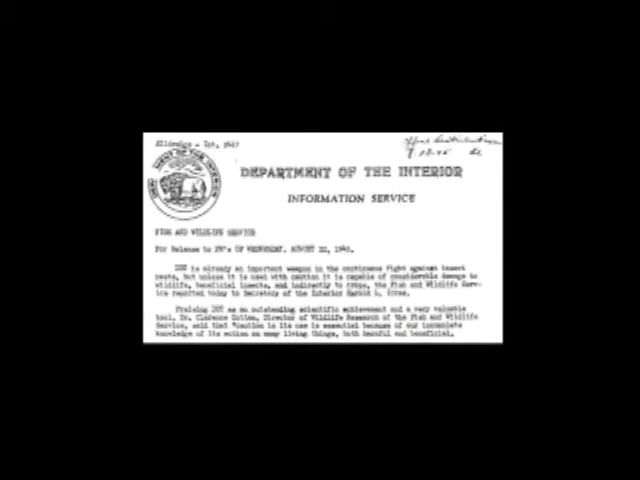 DEPARTMENT OF THE INTERIOR
INFORMATION SERVICE
FISH AND WILDLIFE SERVICE
For Release to PM's OF WEDNESDAY, AUGUST 22, 1945.
DDT is already an important weapon in the continuous fight against insect
pests, but unless it is used with caution it is capable of considerable damage to
wildlife, beneficial insects, and indirectly to crops, the Fish and Wildlife Serv-
ice reported today to Secretary of the Interior Harold L. Ickes.
Praising DDT as an outstanding scientific achievement and a very valuable
tool, Dr. Clarence Cottam, Director of Wildlife Research of the Fish and Wildlife
Service, said that "caution in its use is essential because of our incomplete
knowledge of its action on many living things, both harmful and beneficial.